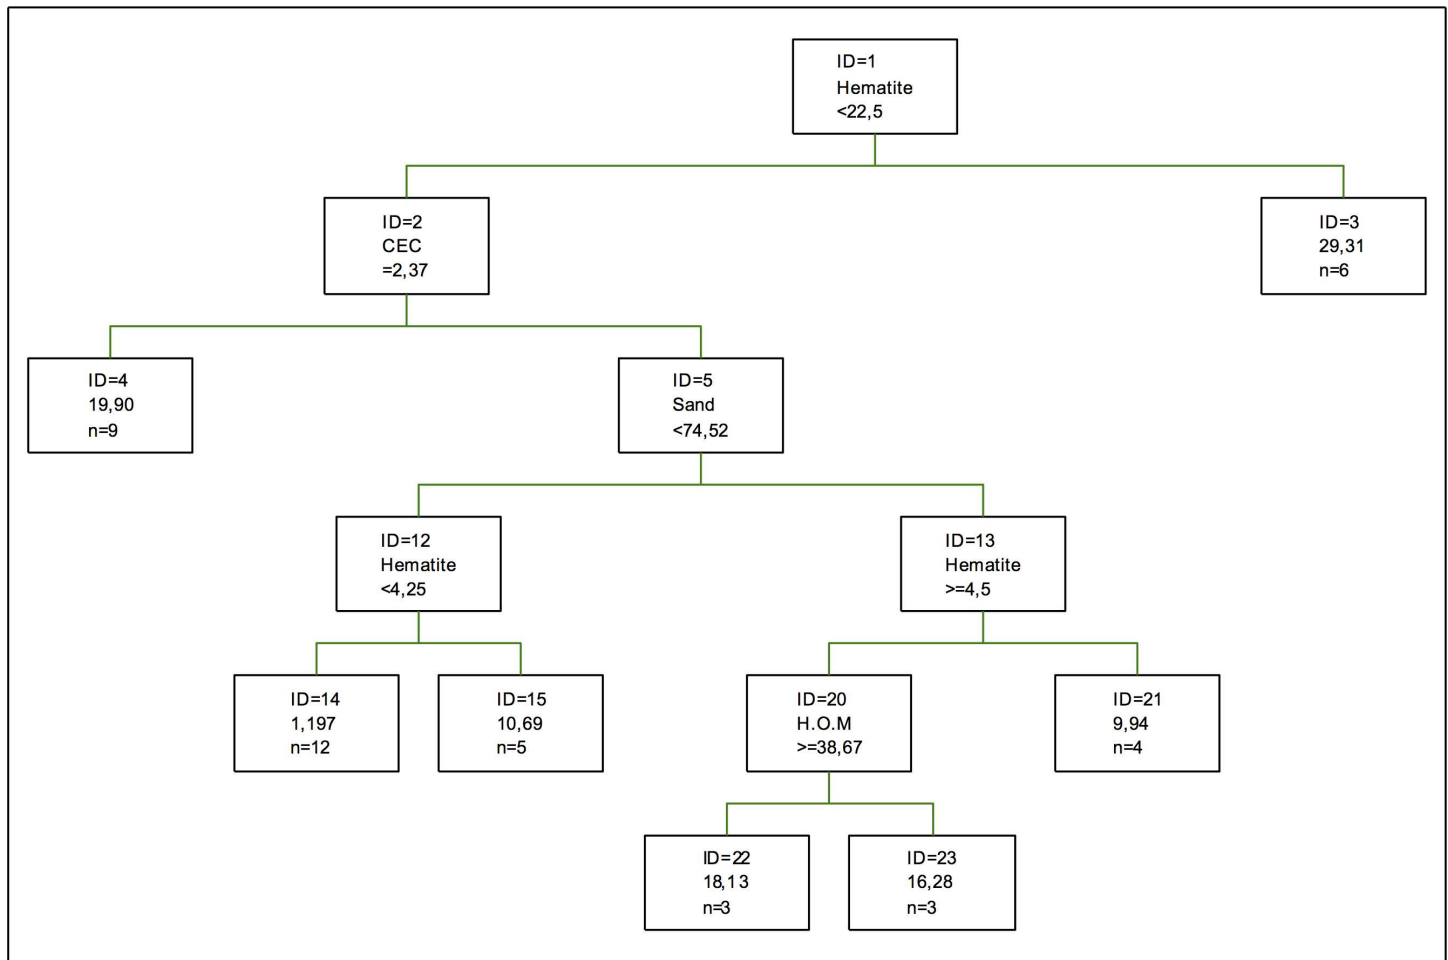 ID=1
Hematite
<22,5
ID=2
CEC
=2,37
ID=3
29,31
n=6
ID=4
19,90
n=9
ID=5
Sand
<74,52
ID=12
Hematite
<4,25
ID=13
Hematite
>=4,5
ID=14
1,197
n=12
ID=15
10,69
n=5
ID=20
H.O.M
>=38,67
ID=21
9,94
n=4
ID=22
18,13
n=3
ID=23
16,28
n=3